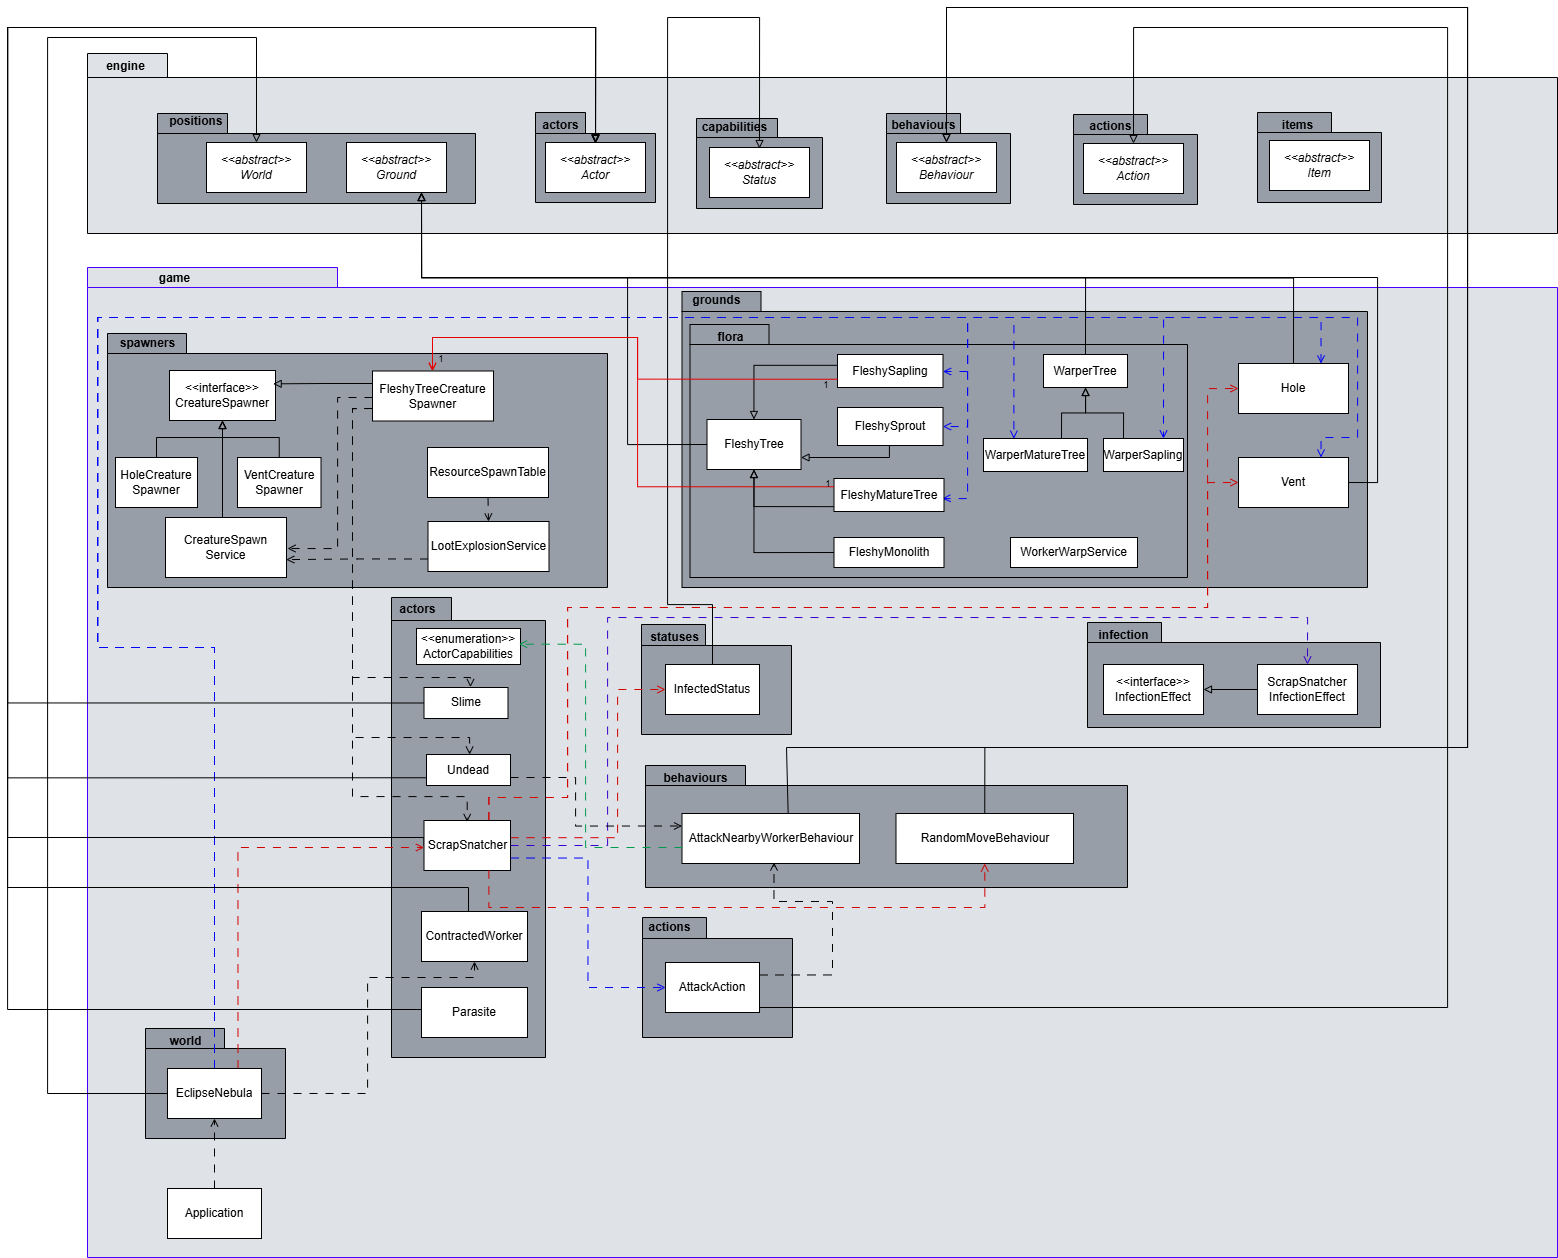 engine
positions
<<abstract>>
World
<<abstract>>
Ground
actors
<<abstract>>
Actor
capabilities
<<abstract>>
Status
behaviours
<<abstract>>
Behaviour
actions
<<abstract>>
Action
items
<<abstract>>
Item
game
spawners
<<interface>>
CreatureSpawner
FleshyTreeCreature
Spawner
1
HoleCreature
Spawner
VentCreature
Spawner
ResourceSpawnTable
CreatureSpawn
Service
LootExplosionService
grounds
flora
FleshySapling
1
WarperTree
FleshySprout
FleshyTree
WarperMatureTree
WarperSapling
1
FleshyMatureTree
FleshyMonolith
WorkerWarpService
Hole
Vent
actors
<<enumeration>>
ActorCapabilities
Slime
Undead
ScrapSnatcher
ContractedWorker
Parasite
statuses
InfectedStatus
infection
<<interface>>
InfectionEffect
ScrapSnatcher
InfectionEffect
behaviours
AttackNearbyWorkerBehaviour
RandomMoveBehaviour
actions
AttackAction
world
EclipseNebula
Application